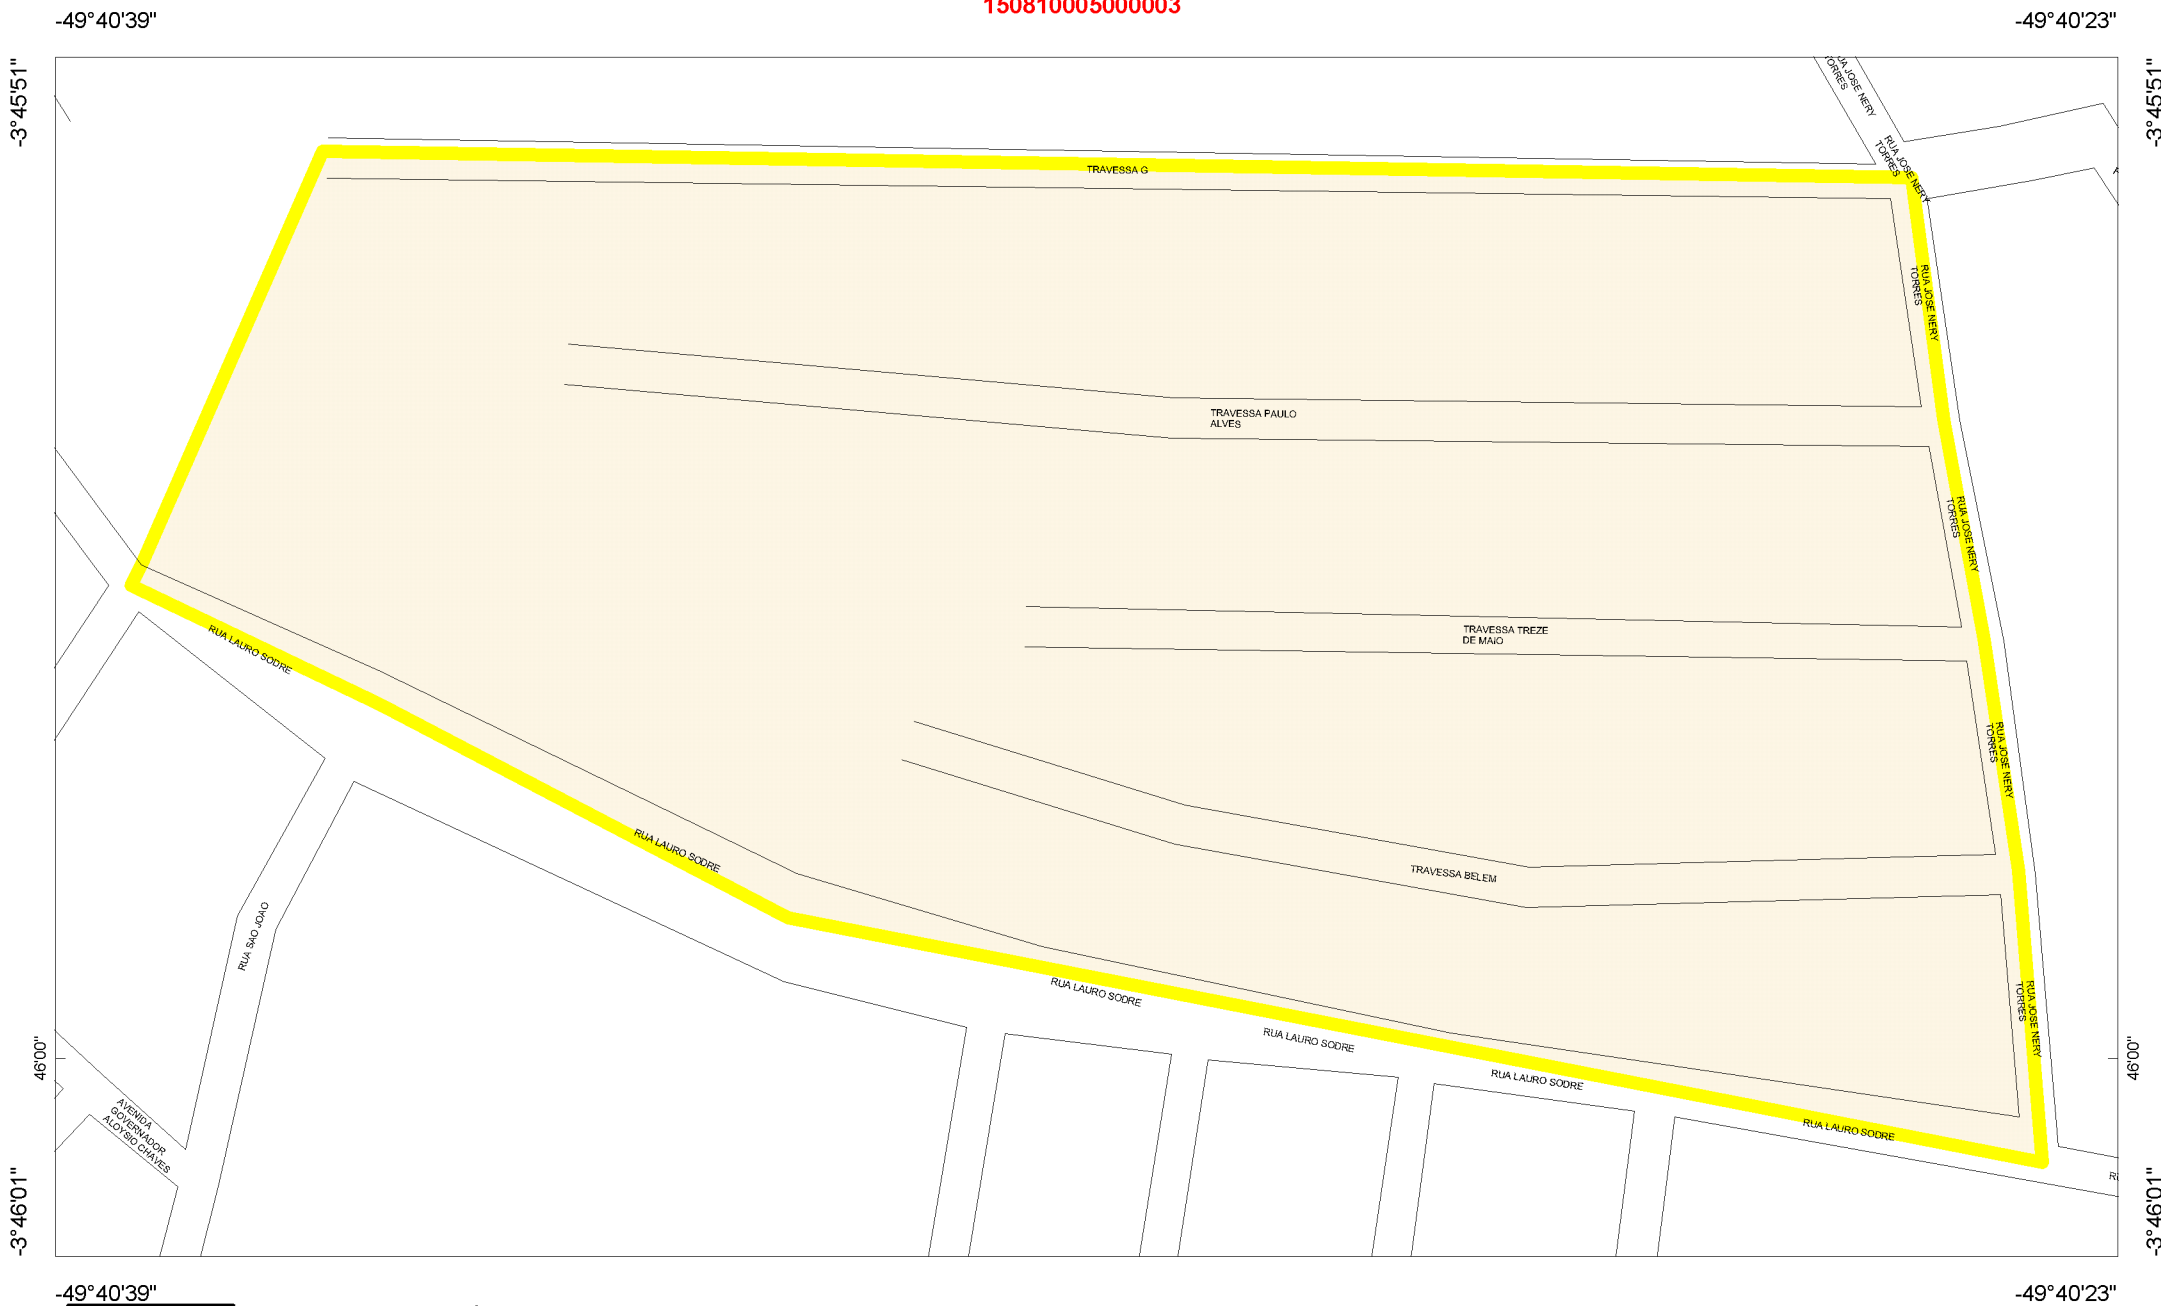 150810005000003
-49°40'39"
-49°40'23"
-3°45'51"
-3°45'51"
RUA JOSE NERY
TORRES
RUA JOSE NERY
TORRES
TRAVESSA G
RUA JOSE NERY
TORRES
TRAVESSA PAULO
ALVES
RUA JOSE NERY
TORRES
TRAVESSA TREZE
DE MAIO
RUA LAURO SODRE
RUA JOSE NERY
TORRES
RUA LAURO SODRE
TRAVESSA BELEM
RUA SAO JOAO
RUA LAURO SODRE
RUA JOSE NERY
TORRES
RUA LAURO SODRE
46'00"
46'00"
RUA LAURO SODRE
AVENIDA
GOVERNADOR
ALOYSIO CHAVES
RUA LAURO SODRE
-3°46'01"
-3°46'01"
-49°40'39"
-49°40'23"